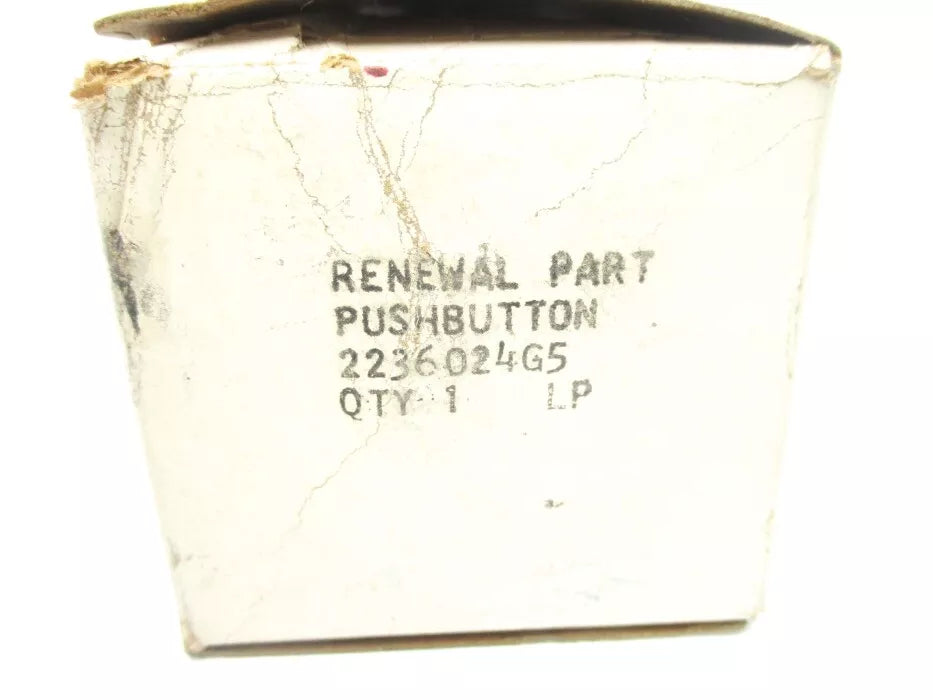 RENEWAL PART
PUSHBUTTON
2236024G5
QTY 1 LP